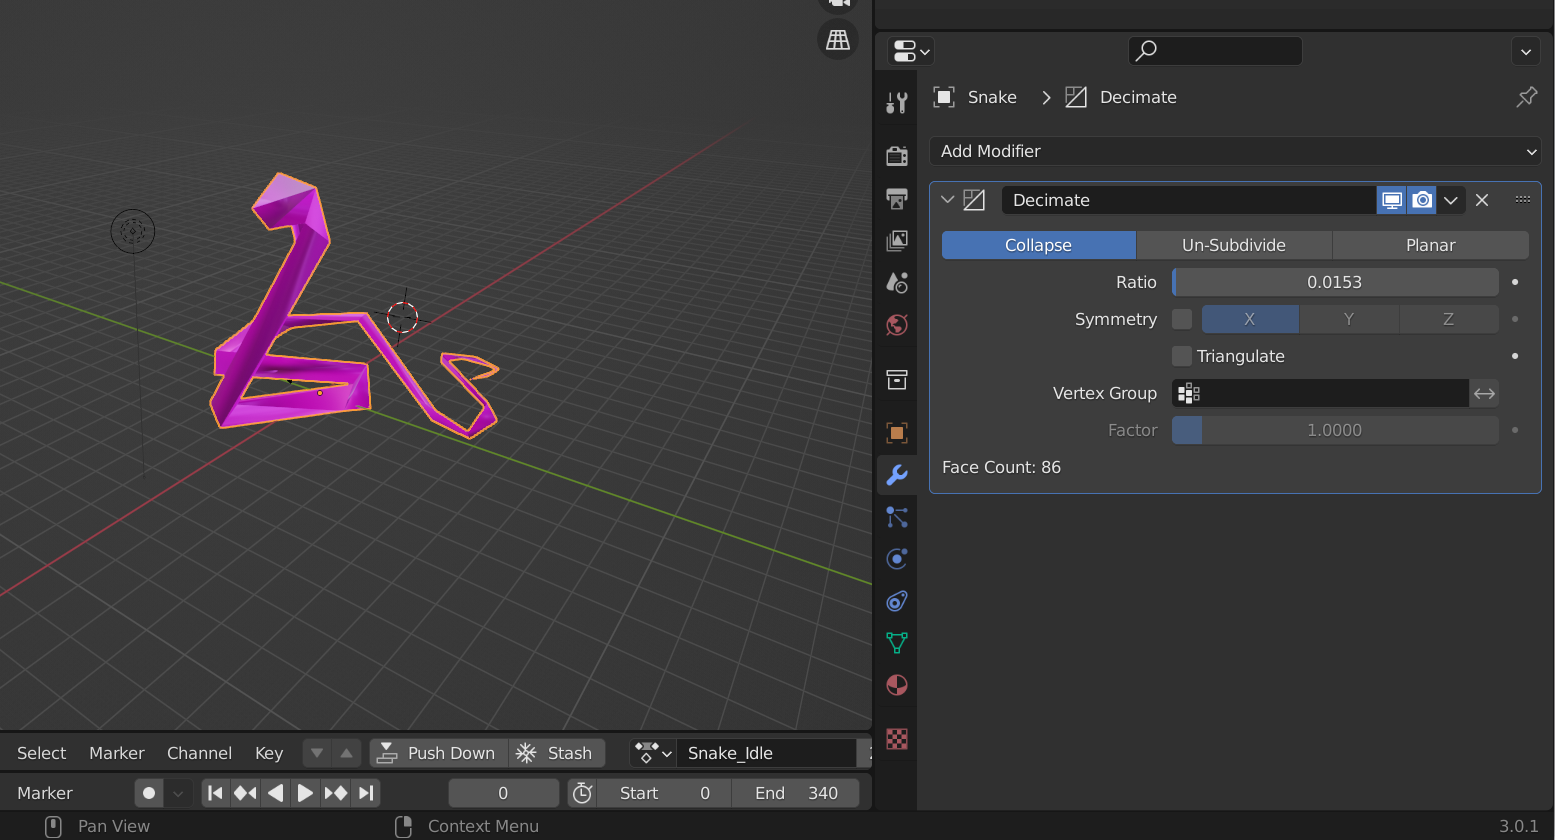 Snake Decimate
Add Modifier
Decimate
Collapse Un-Subdivide Planar
Ratio 0.0153
Symmetry X Y Z
Triangulate
Vertex Group
Factor 1.0000
Face Count: 86
Select Marker Channel Key Push Down Stash Snake_Idle
Marker 0 Start 0 End 340
Pan View Context Menu 3.0.1